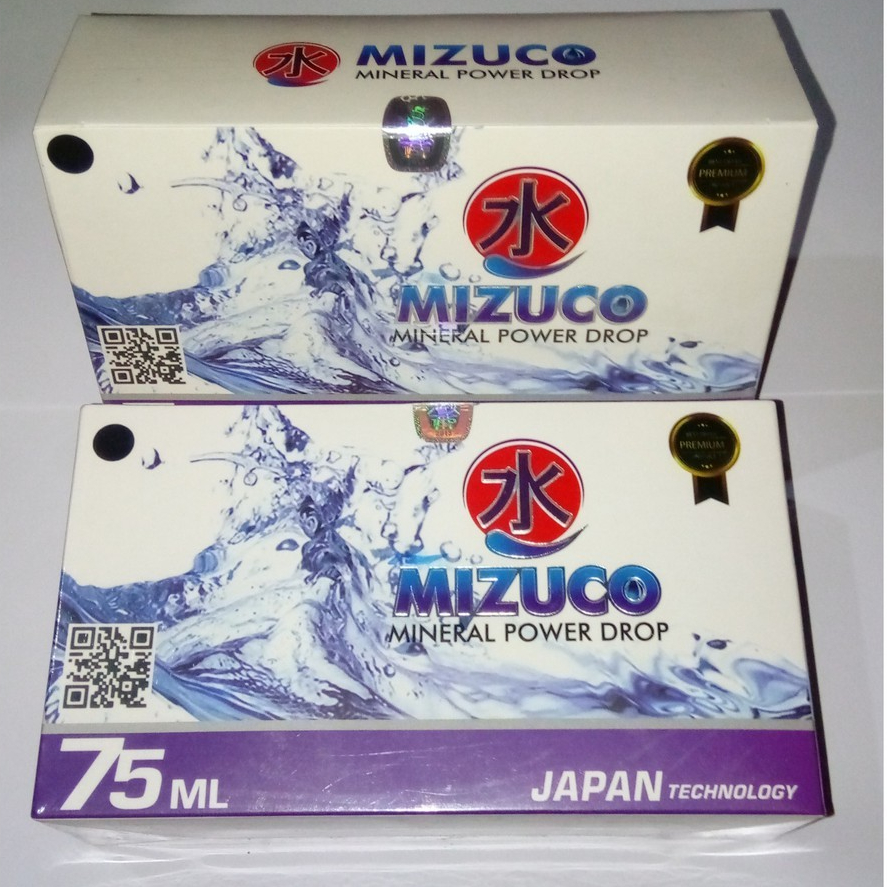 水 MIZUCO
MINERAL POWER DROP
PREMIUM
水
MIZUCO
MINERAL POWER DROP
PREMIUM
水
MIZUCO
MINERAL POWER DROP
75 ML
JAPAN TECHNOLOGY